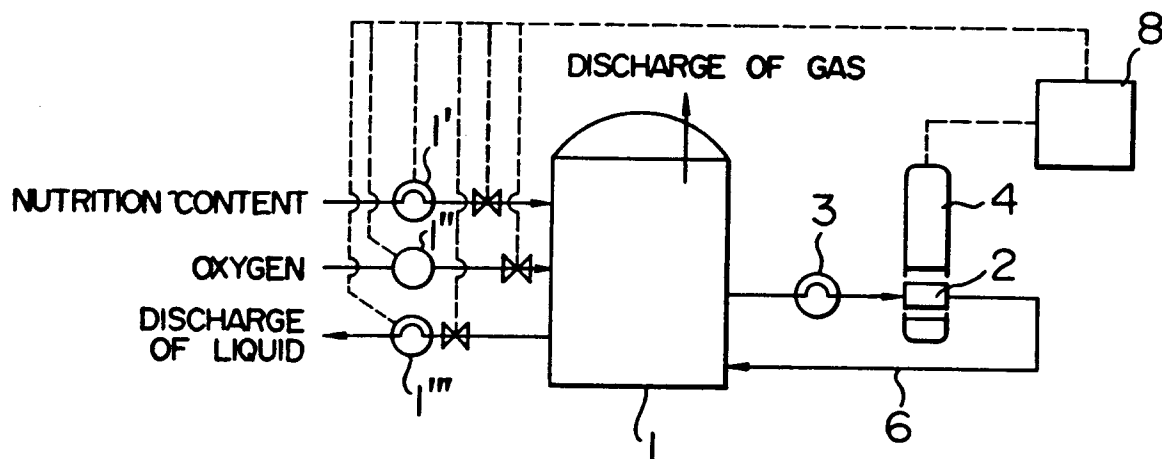 8
DISCHARGE OF GAS
1'
NUTRITION CONTENT
4
3
1"
OXYGEN
2
DISCHARGE
OF LIQUID
1'''
6
1